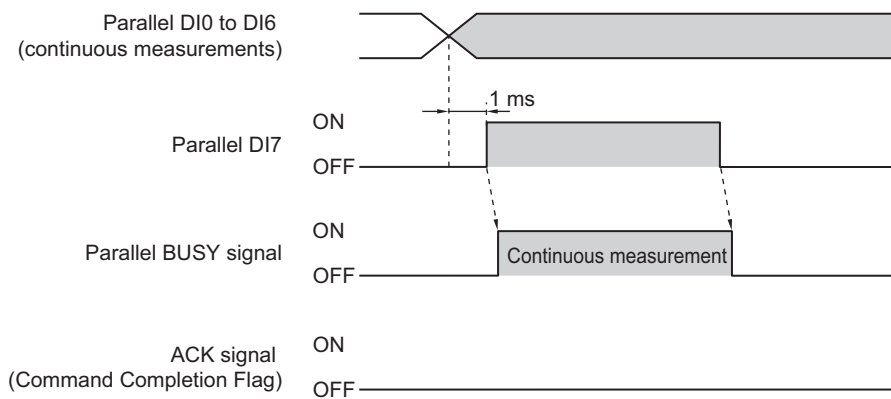 Parallel DI0 to DI6
(continuous measurements)
1 ms
ON
Parallel DI7
OFF
ON
Parallel BUSY signal
Continuous measurement
OFF
ON
ACK signal
(Command Completion Flag)
OFF